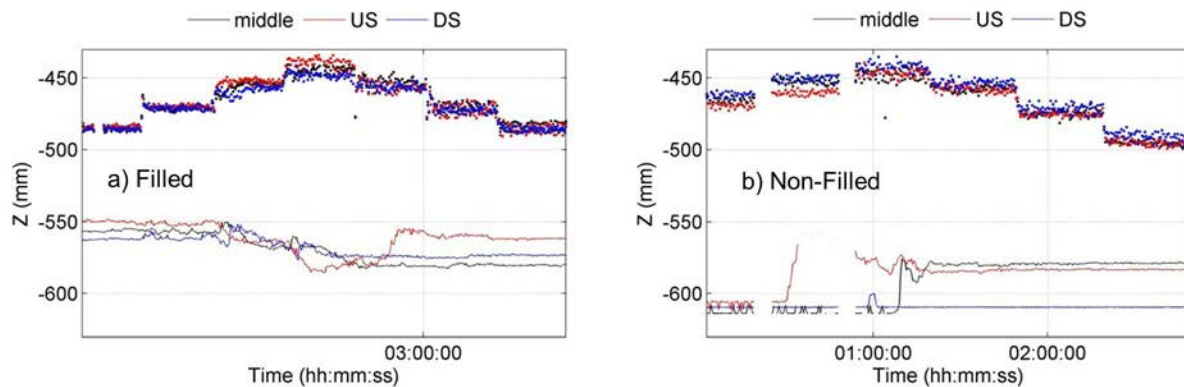 middle US DS
-450
-500
-550
-600
Z (mm)
a) Filled
03:00:00
Time (hh:mm:ss)
middle US DS
-450
-500
-550
-600
Z (mm)
b) Non-Filled
01:00:00 02:00:00
Time (hh:mm:ss)